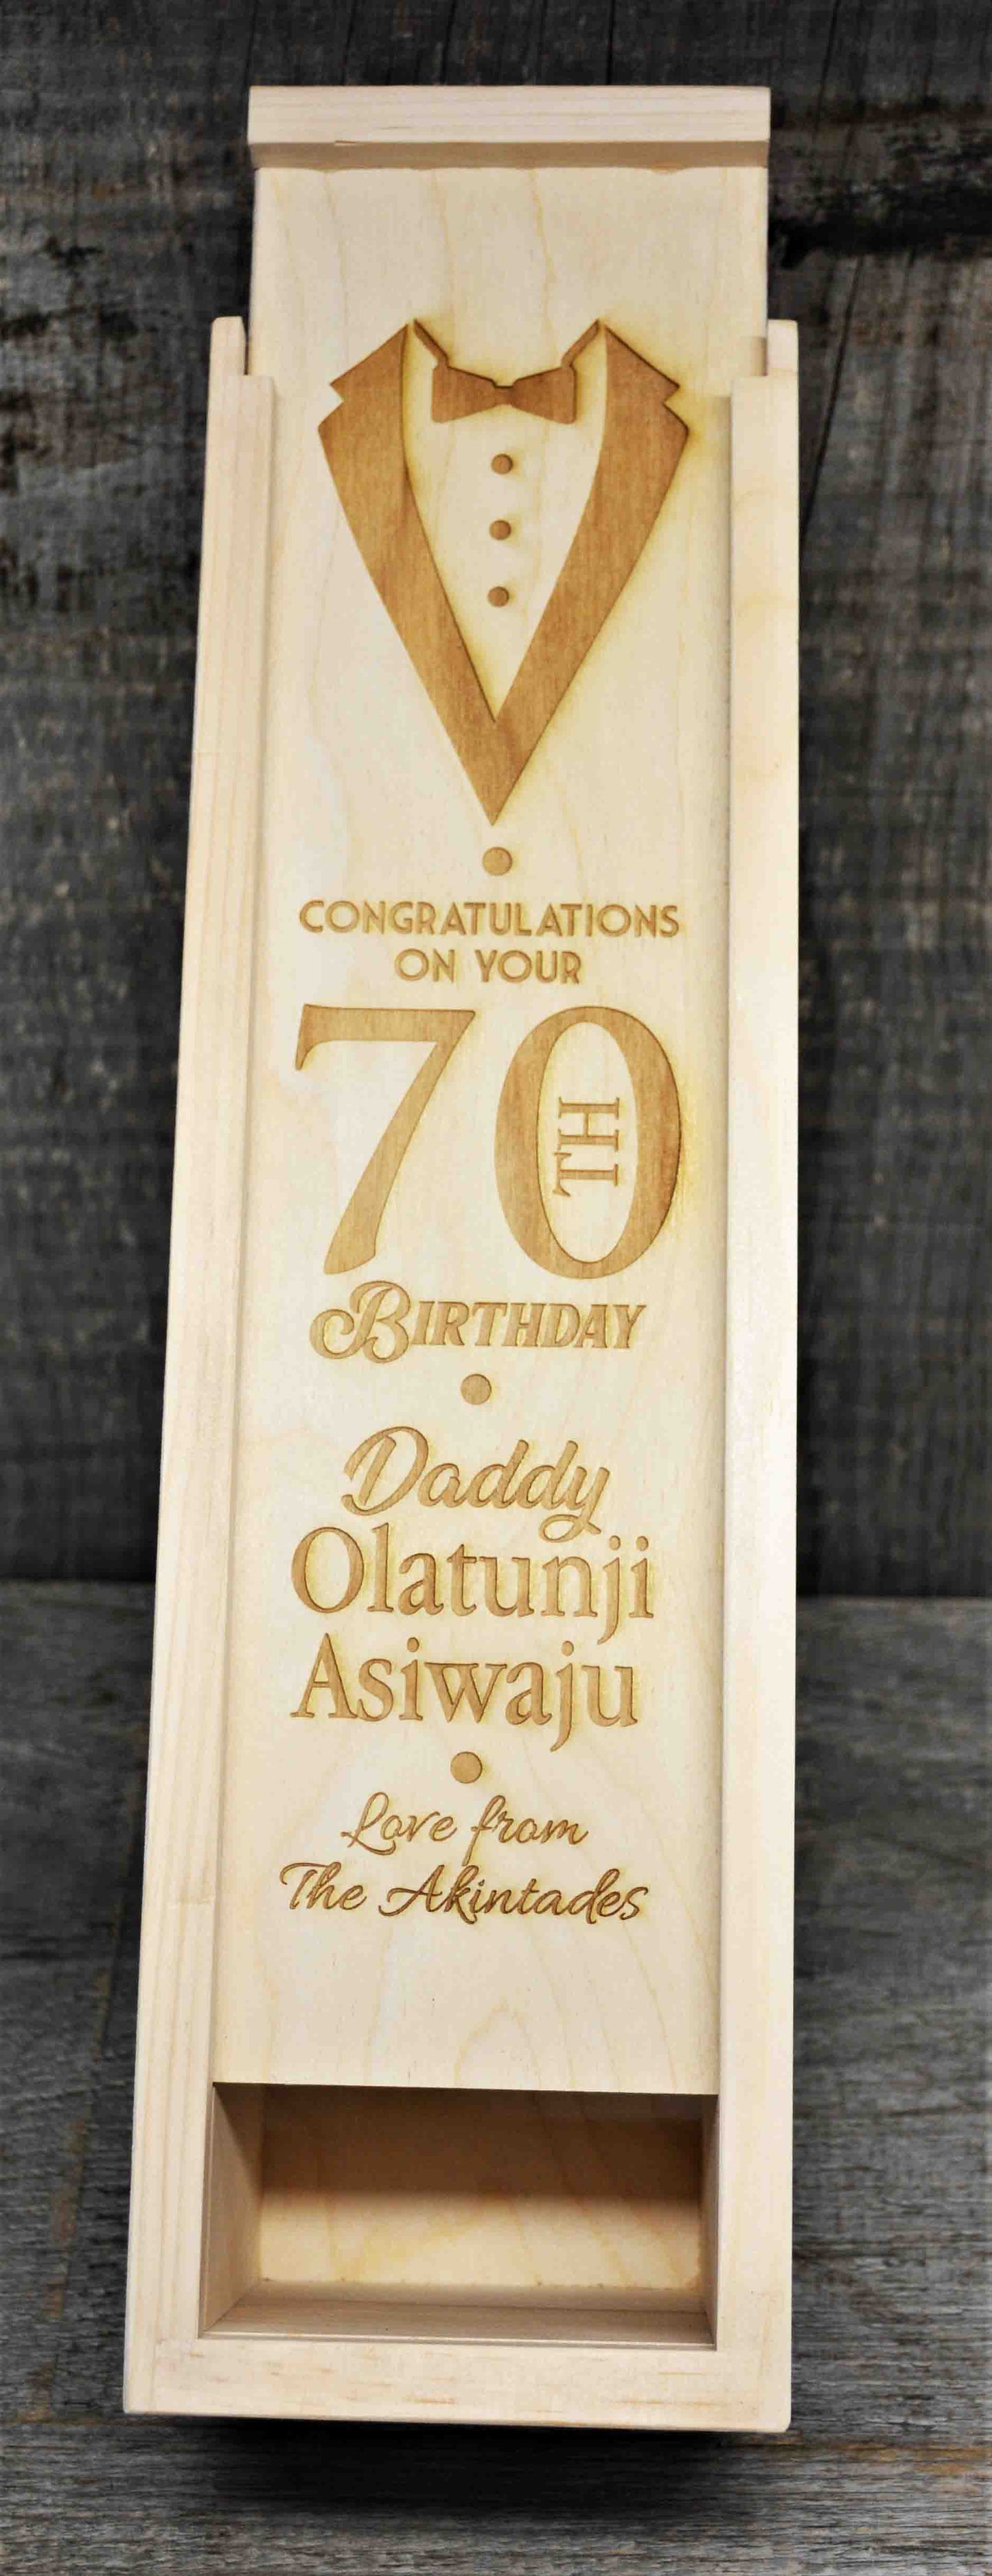 CONGRATULATIONS
ON YOUR
70TH
BIRTHDAY
Daddy
Olatunji
Asiwaju
Love from
The Akintades